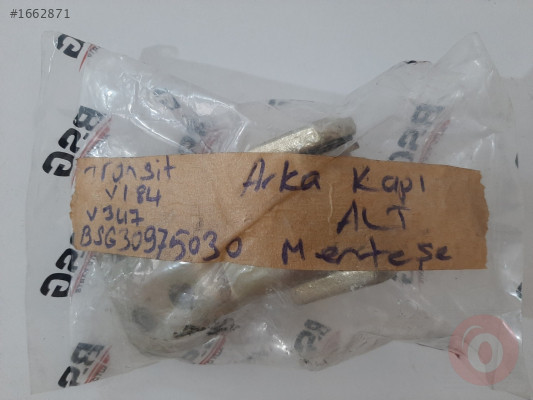 #1662871
Transit
V184
V347
BSG30975030
Arka Kapı
ALT
Menteşe
BSG
BSG
BSG
BSG
BSG